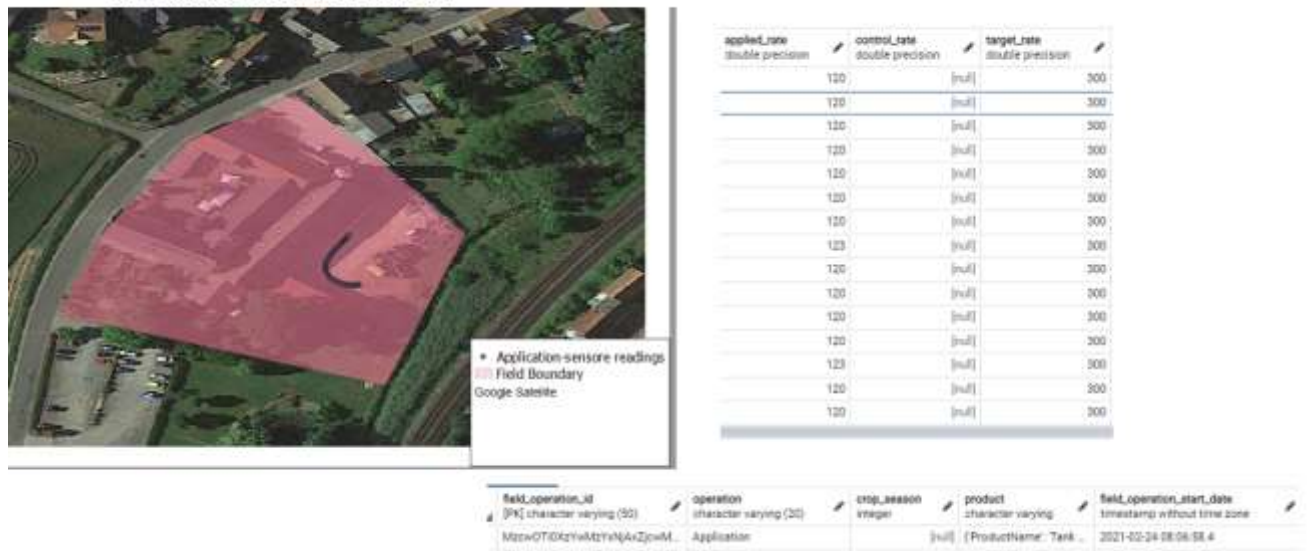 applied_rate control_rate target_rate
double precision double precision double precision
120 [null] 300
120 [null] 300
120 [null] 300
120 [null] 300
120 [null] 300
120 [null] 300
120 [null] 300
123 [null] 300
120 [null] 300
120 [null] 300
120 [null] 300
120 [null] 300
123 [null] 300
120 [null] 300
120 [null] 300
Application-sensore readings
Field Boundary
Google Satellite
field_operation_id operation crop_season product field_operation_start_date
[PK] character varying (50) character varying (20) integer character varying timestamp without time zone
Application [null] {'ProductName': 'Tank ... 2021-02-24 08:06:58.4